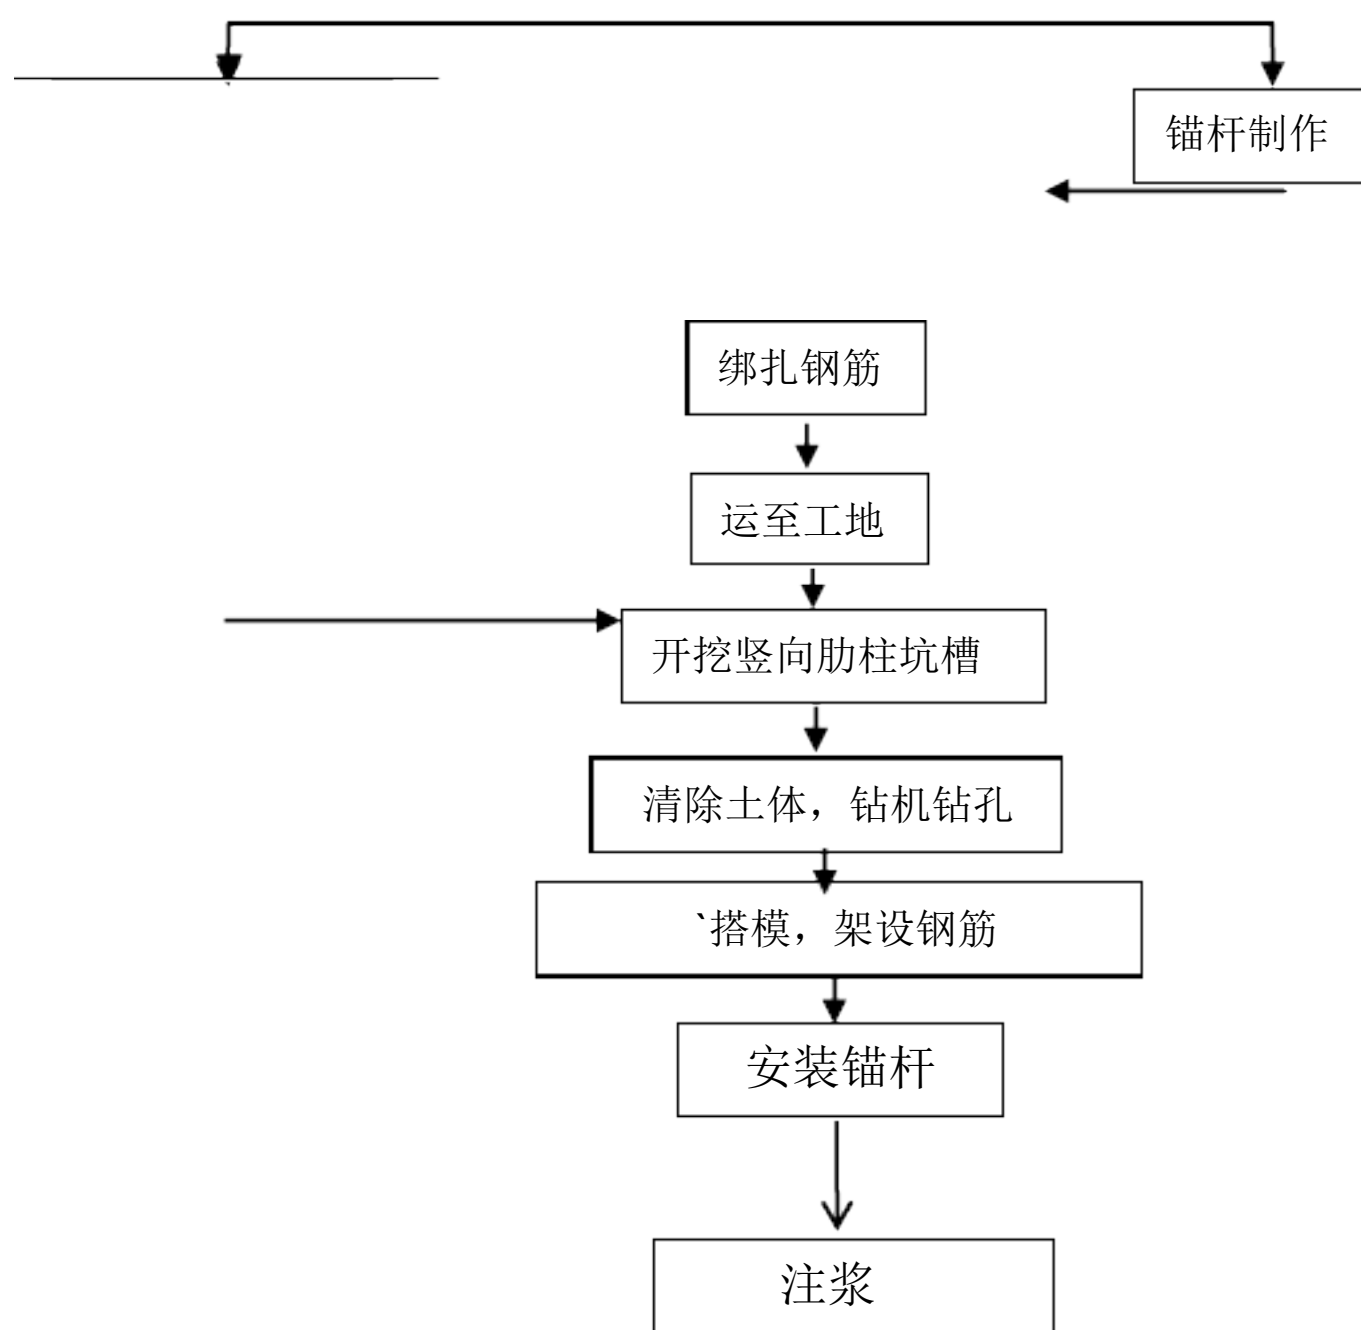 锚杆制作
绑扎钢筋
运至工地
开挖竖向肋柱坑槽
清除土体，钻机钻孔
`搭模，架设钢筋
安装锚杆
注浆